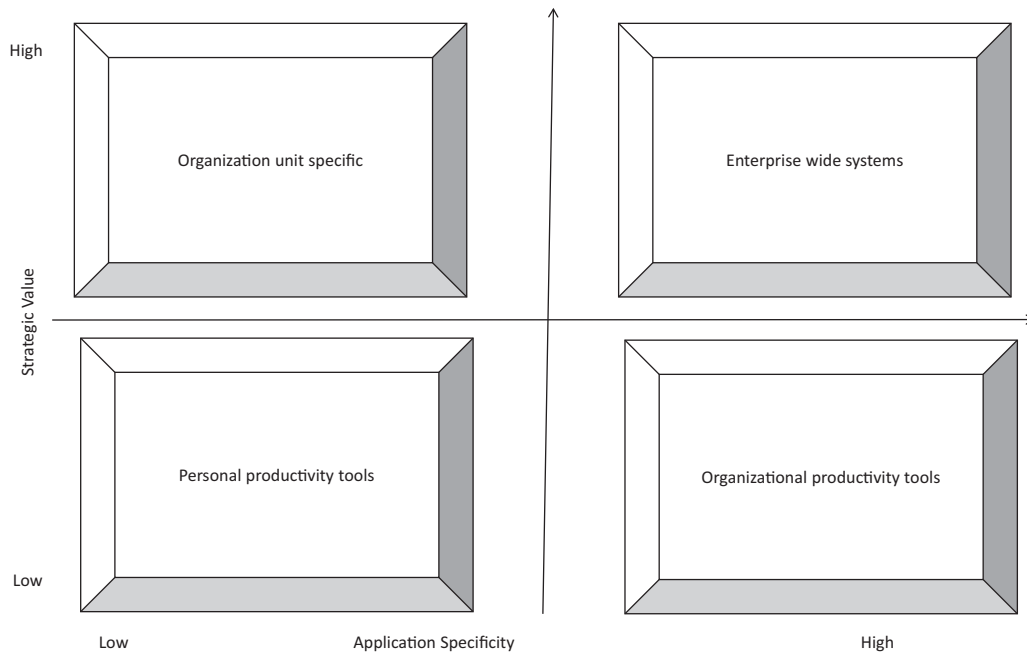 High
Organization unit specific
Enterprise wide systems
Strategic Value
Personal productivity tools
Organizational productivity tools
Low
Low
Application Specificity
High